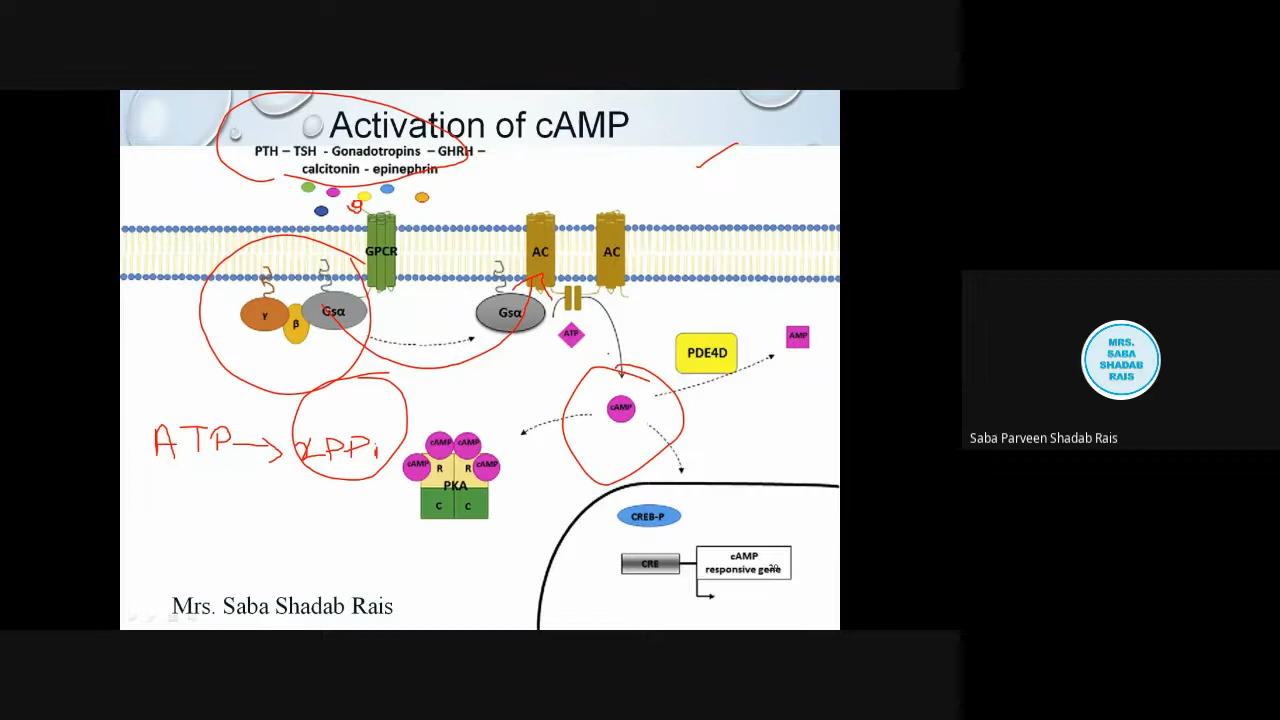 Activation of cAMP
PTH – TSH - Gonadotropins – GHRH –
calcitonin - epinephrin
GPCR
AC
AC
γ
β
Gsα
Gsα
ATP
PDE4D
AMP
cAMP
ATP → 2PPi
cAMP cAMP
cAMP cAMP
R R
PKA
C C
CREB-P
CRE
cAMP
responsive gene
Mrs. Saba Shadab Rais
MRS.
SABA
SHADAB
RAIS
Saba Parveen Shadab Rais